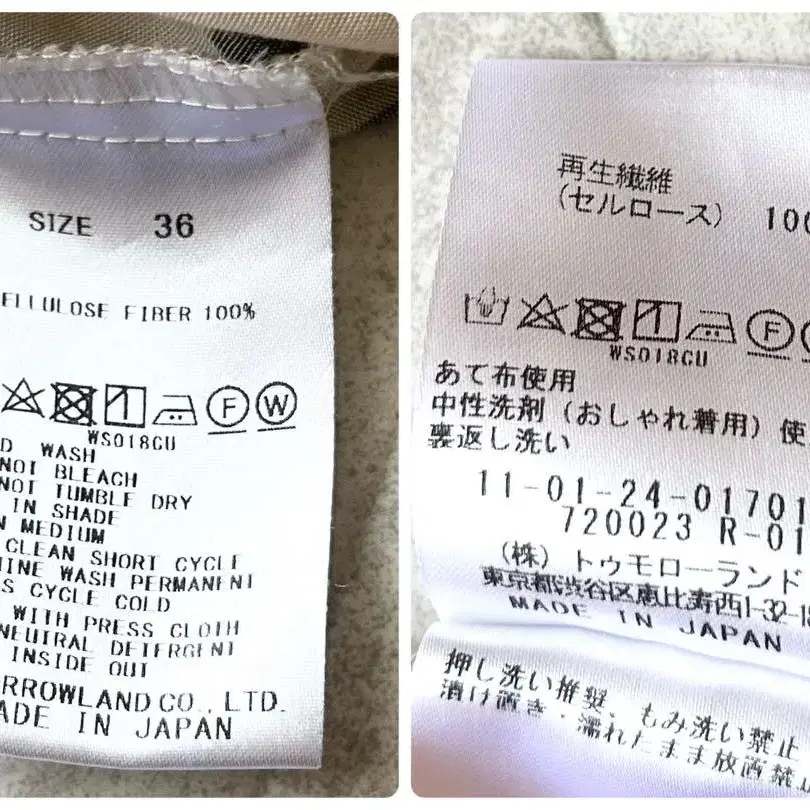 SIZE 36
ELLULOSE FIBER 100%
F W
WS018GU
D WASH
NOT BLEACH
NOT TUMBLE DRY
IN SHADE
N MEDIUM
CLEAN SHORT CYCLE
INE WASH PERMANENT
S CYCLE COLD
WITH PRESS CLOTH
NEUTRAL DETERGENT
INSIDE OUT
ORROWLAND CO., LTD.
ADE IN JAPAN
再生繊維
(セルロース) 100
F
WS018GU
あて布使用
中性洗剤(おしゃれ着用)使
裏返し洗い
11-01-24-01701
720023 R-01
(株)トゥモローランド
東京都渋谷区恵比寿西1-32-18
MADE IN JAPAN
押し洗い推奨、もみ洗い禁止
漬け置き・濡れたまま放置禁止